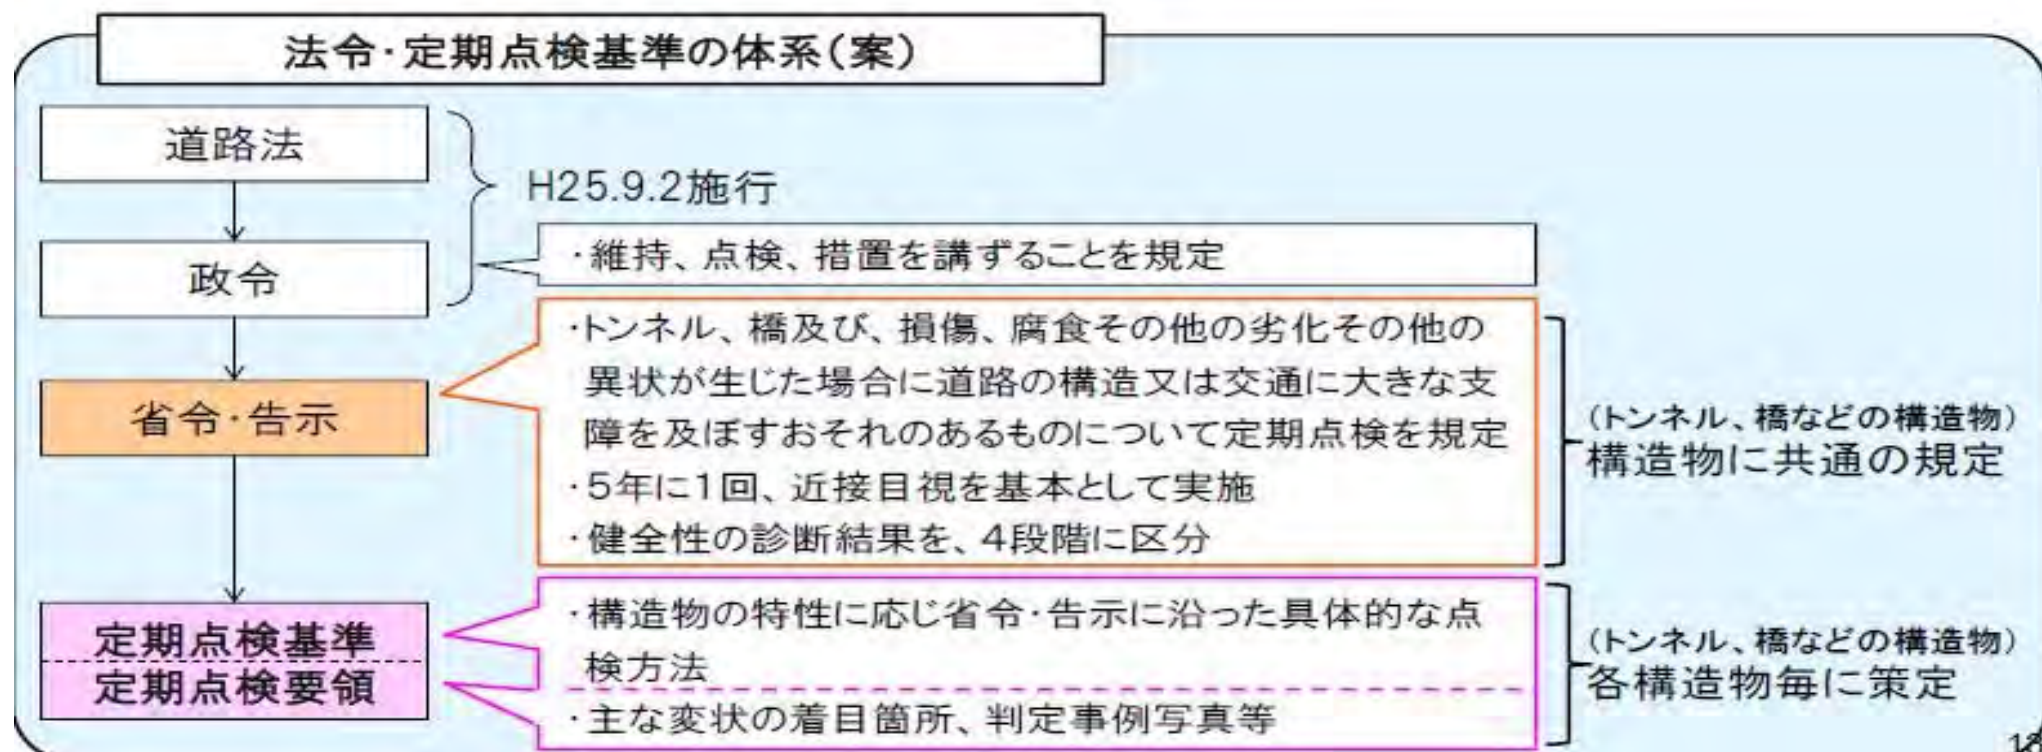 法令・定期点検基準の体系(案)
道路法
H25.9.2施行
政令
・維持、点検、措置を講ずることを規定
省令・告示
・トンネル、橋及び、損傷、腐食その他の劣化その他の
異状が生じた場合に道路の構造又は交通に大きな支
障を及ぼすおそれのあるものについて定期点検を規定
・5年に1回、近接目視を基本として実施
・健全性の診断結果を、4段階に区分
(トンネル、橋などの構造物)
構造物に共通の規定
定期点検基準
定期点検要領
・構造物の特性に応じ省令・告示に沿った具体的な点
検方法
・主な変状の着目箇所、判定事例写真等
(トンネル、橋などの構造物)
各構造物毎に策定